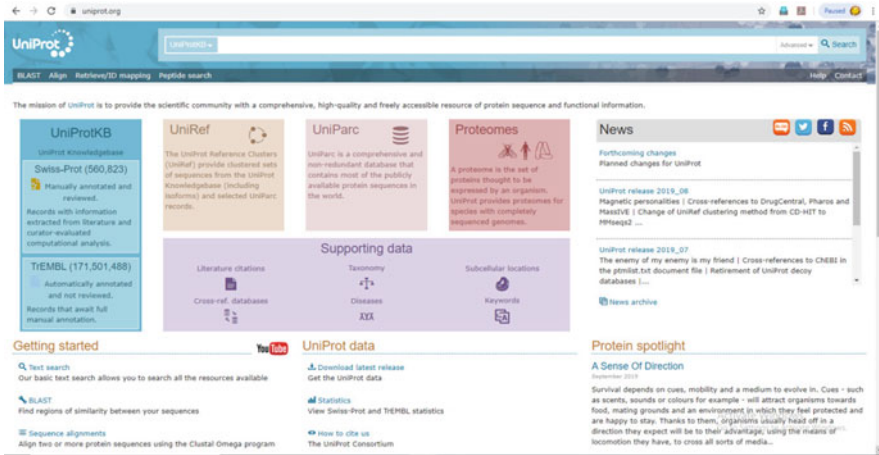 uniprot.org
Paused
UniProt
UniProtKB
Advanced
Search
BLAST Align Retrieve/ID mapping Peptide search
Help Contact
The mission of UniProt is to provide the scientific community with a comprehensive, high-quality and freely accessible resource of protein sequence and functional information.
UniProtKB
UniProt Knowledgebase
Swiss-Prot (560,823)
Manually annotated and
reviewed.
Records with information
extracted from literature and
curator-evaluated
computational analysis.
TrEMBL (171,501,488)
Automatically annotated
and not reviewed.
Records that await full
manual annotation.
UniRef
The UniProt Reference Clusters
(UniRef) provide clustered sets
of sequences from the UniProt
Knowledgebase (including
isoforms) and selected UniParc
records.
UniParc
UniParc is a comprehensive and
non-redundant database that
contains most of the publicly
available protein sequences in
the world.
Proteomes
A proteome is the set of
proteins thought to be
expressed by an organism.
UniProt provides proteomes for
species with completely
sequenced genomes.
Supporting data
Literature citations
Taxonomy
Subcellular locations
Cross-ref. databases
Diseases
Keywords
News
Forthcoming changes
Planned changes for UniProt
UniProt release 2019_08
Magnetic personalities | Cross-references to DrugCentral, Pharos and
MassIVE | Change of UniRef clustering method from CD-HIT to
MMseqs2 ...
UniProt release 2019_07
The enemy of my enemy is my friend | Cross-references to ChEBI in
the ptmlist.txt document file | Retirement of UniProt decoy
databases |...
News archive
Getting started
YouTube
Text search
Our basic text search allows you to search all the resources available
BLAST
Find regions of similarity between your sequences
Sequence alignments
Align two or more protein sequences using the Clustal Omega program
UniProt data
Download latest release
Get the UniProt data
Statistics
View Swiss-Prot and TrEMBL statistics
How to cite us
The UniProt Consortium
Protein spotlight
A Sense Of Direction
September 2019
Survival depends on cues, mobility and a medium to evolve in. Cues - such
as scents, sounds or colours for example - will attract organisms towards
food, mating grounds and an environment in which they feel protected and
are happy to stay. Thanks to them, organisms usually head off in a
direction they expect will be to their advantage, using the means of
locomotion they have, to cross all sorts of media...